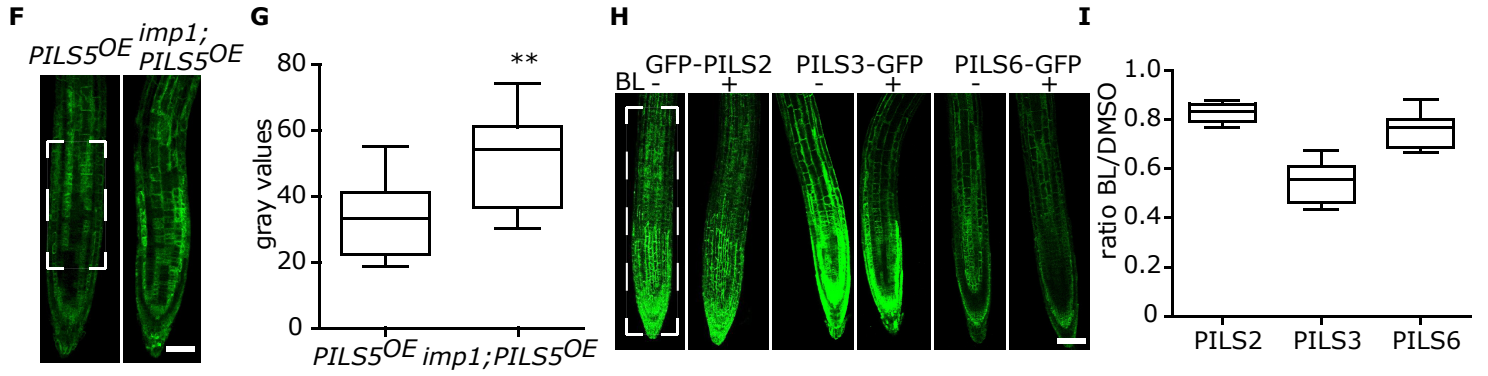 F
PILS5OE imp1;
PILS5OE
G
gray values
80
60
40
20
0
**
PILS5OE imp1;PILS5OE
H
GFP-PILS2 PILS3-GFP PILS6-GFP
BL - + - + - +
I
ratio BL/DMSO
1.0
0.8
0.6
0.4
0.2
0
PILS2 PILS3 PILS6